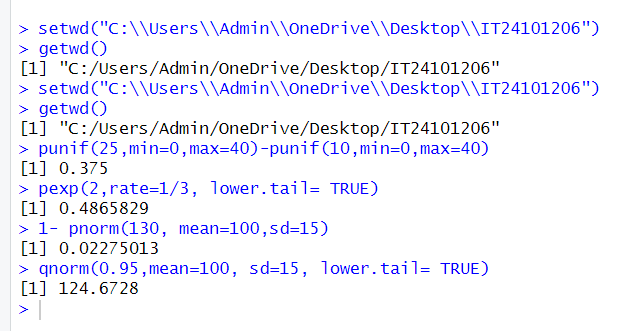 > setwd("C:\\Users\\Admin\\OneDrive\\Desktop\\IT24101206")
> getwd()
[1] "C:/Users/Admin/OneDrive/Desktop/IT24101206"
> setwd("C:\\Users\\Admin\\OneDrive\\Desktop\\IT24101206")
> getwd()
[1] "C:/Users/Admin/OneDrive/Desktop/IT24101206"
> punif(25,min=0,max=40)-punif(10,min=0,max=40)
[1] 0.375
> pexp(2,rate=1/3, lower.tail= TRUE)
[1] 0.4865829
> 1- pnorm(130, mean=100,sd=15)
[1] 0.02275013
> qnorm(0.95,mean=100, sd=15, lower.tail= TRUE)
[1] 124.6728
>